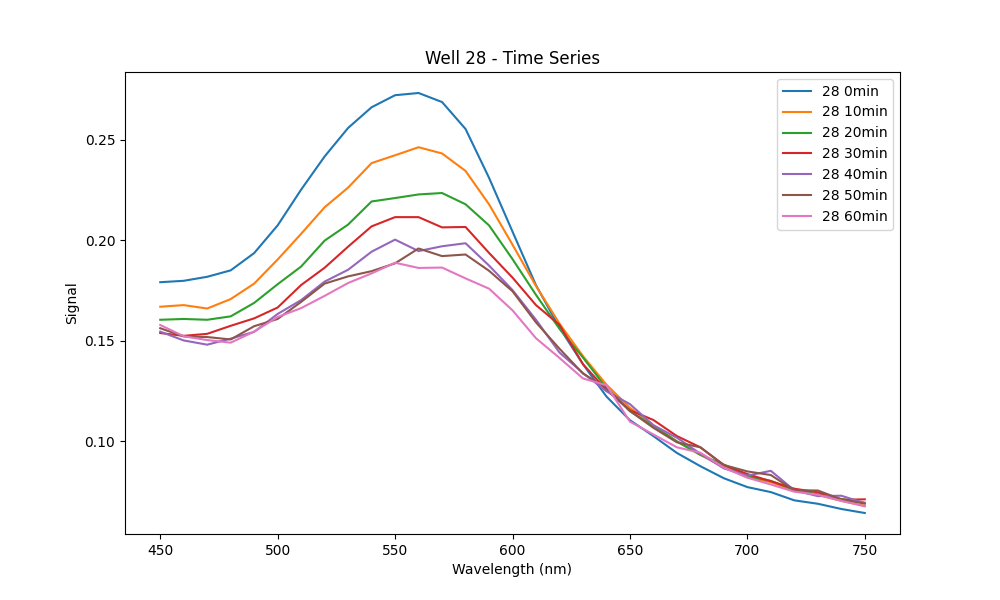 Well 28 - Time Series
28 0min
28 10min
28 20min
28 30min
28 40min
28 50min
28 60min
Signal
0.25
0.20
0.15
0.10
450 500 550 600 650 700 750
Wavelength (nm)